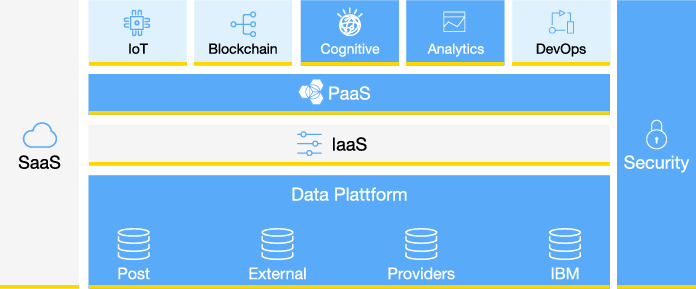 IoT
Blockchain
Cognitive
Analytics
DevOps
PaaS
SaaS
IaaS
Security
Data Plattform
Post
External
Providers
IBM